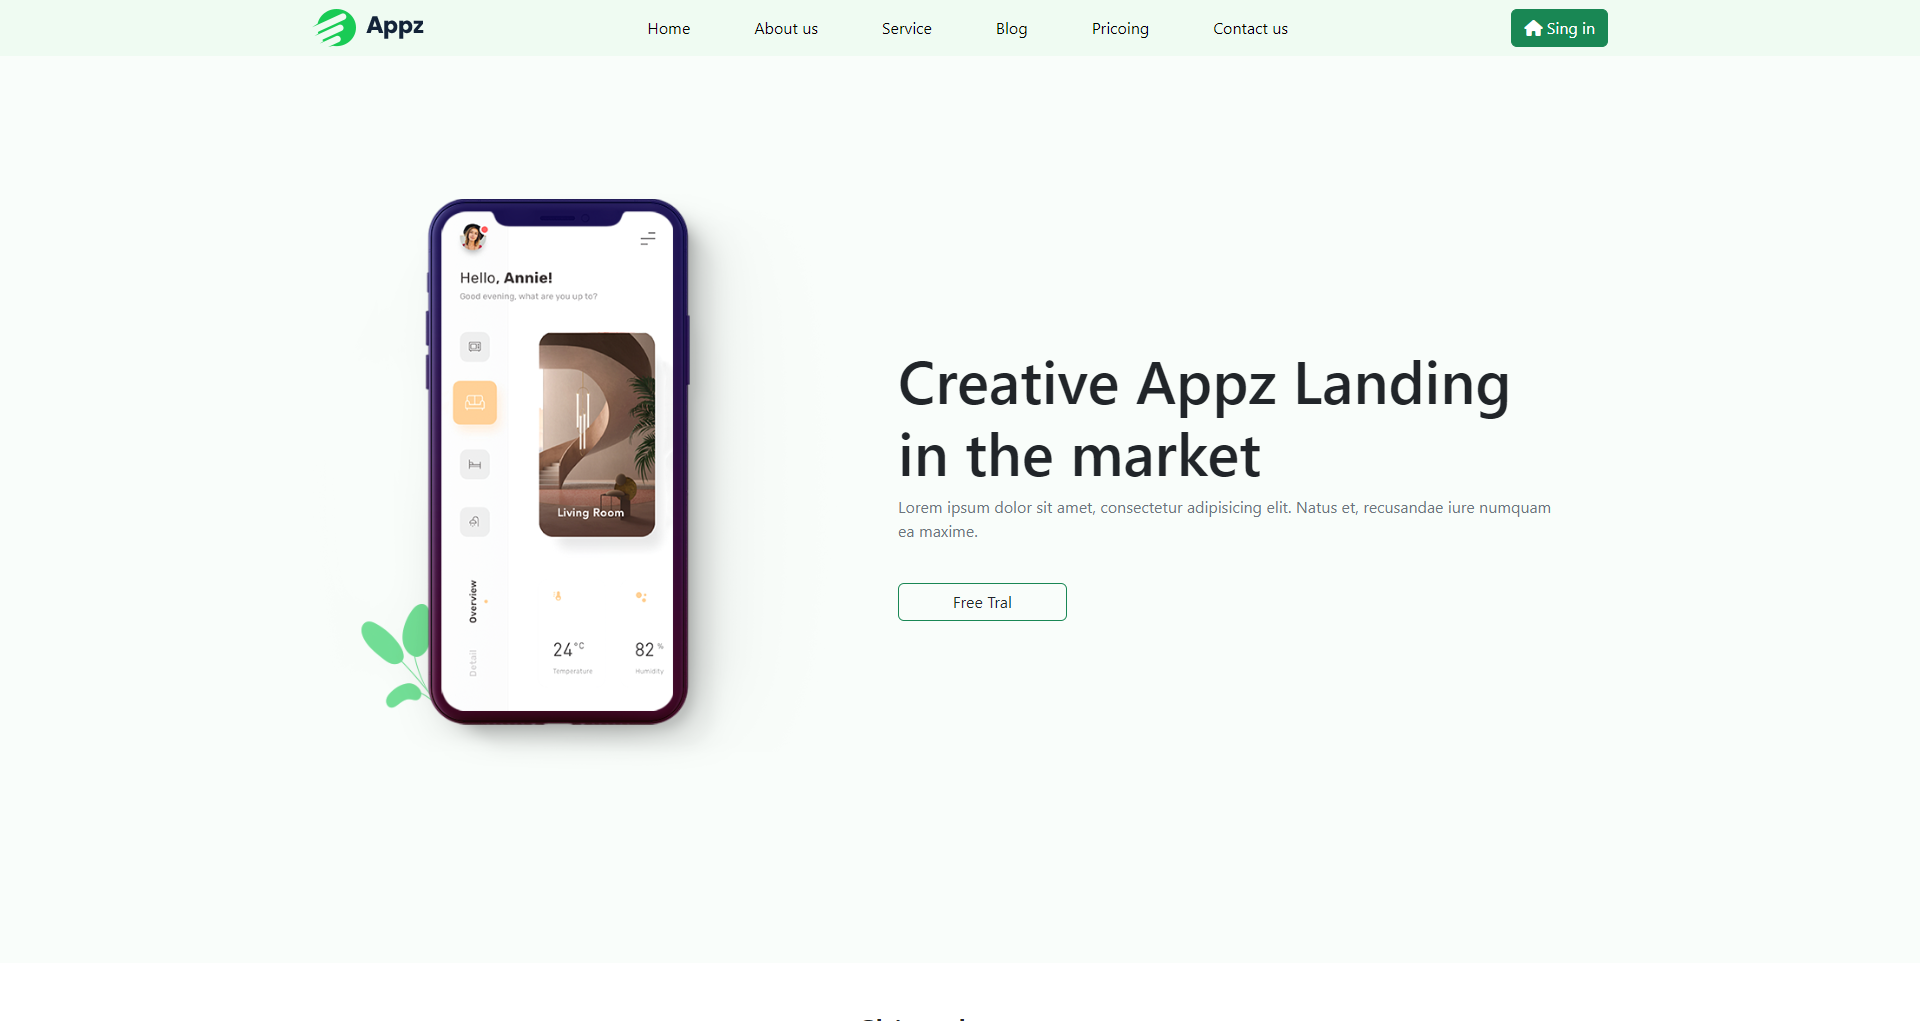 Appz
Home
About us
Service
Blog
Pricoing
Contact us
Sing in
Hello, Annie!
Good evening, what are you up to?
Living Room
Overview
Detail
24°C
Temperature
82 %
Humidity
Creative Appz Landing
in the market
Lorem ipsum dolor sit amet, consectetur adipisicing elit. Natus et, recusandae iure numquam
ea maxime.
Free Tral